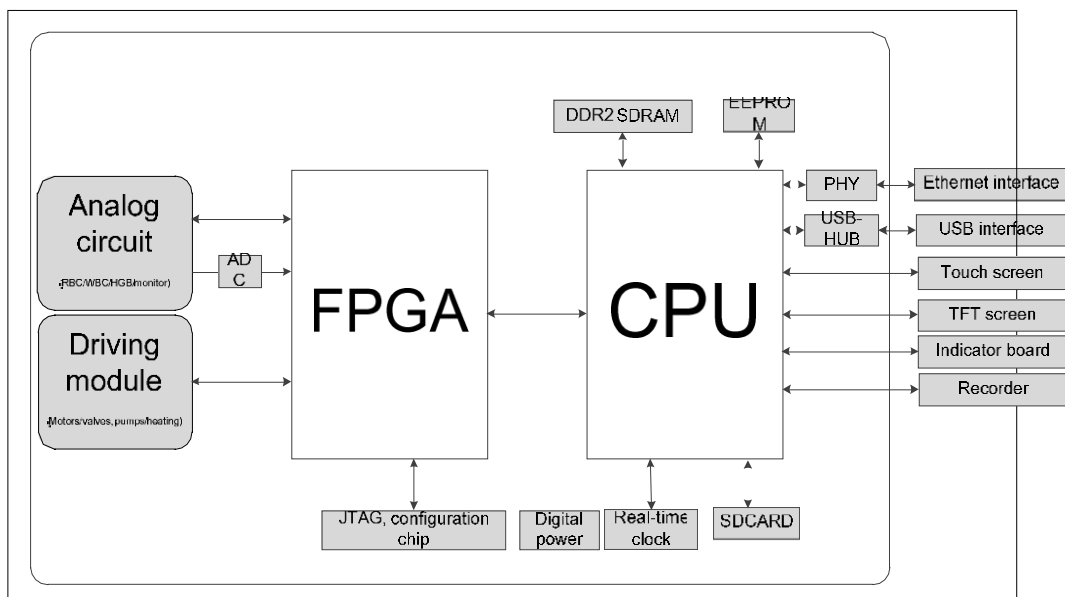 DDR2 SDRAM
EEPRO
M
Analog
circuit
(RBC/WBC/HGB/monitor)
AD
C
Driving
module
(Motors/valves, pumps/heating)
FPGA
CPU
PHY
USB-
HUB
Ethernet interface
USB interface
Touch screen
TFT screen
Indicator board
Recorder
JTAG, configuration
chip
Digital
power
Real-time
clock
SDCARD